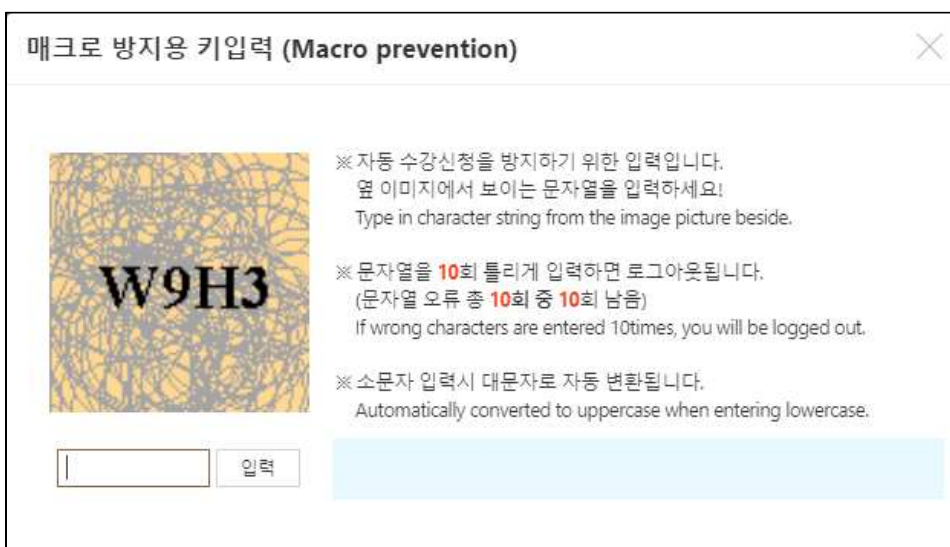 매크로 방지용 키입력 (Macro prevention)
W9H3
※ 자동 수강신청을 방지하기 위한 입력입니다.
옆 이미지에서 보이는 문자열을 입력하세요!
Type in character string from the image picture beside.
※ 문자열을 10회 틀리게 입력하면 로그아웃됩니다.
(문자열 오류 총 10회 중 10회 남음)
If wrong characters are entered 10times, you will be logged out.
※ 소문자 입력시 대문자로 자동 변환됩니다.
Automatically converted to uppercase when entering lowercase.
입력